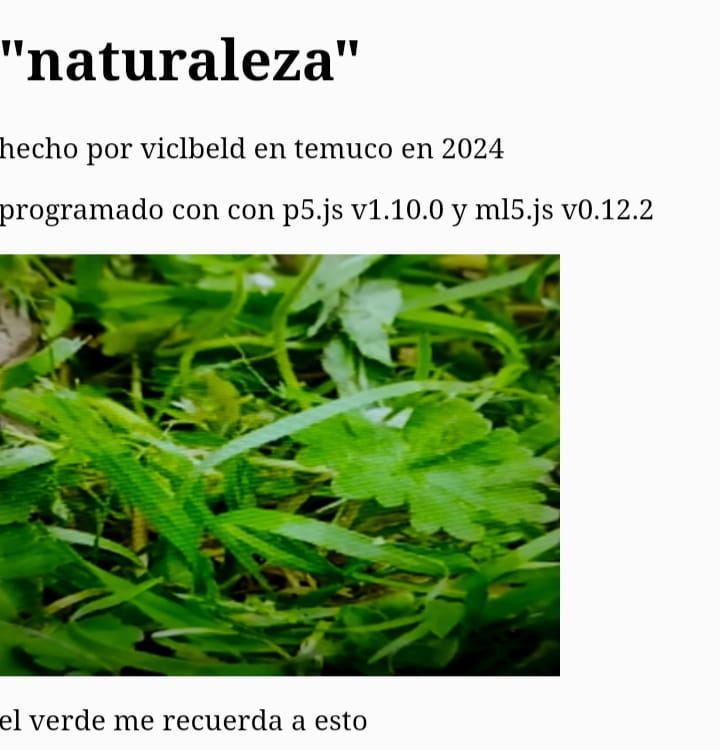 "naturaleza"
hecho por viclbeld en temuco en 2024
programado con con p5.js v1.10.0 y ml5.js v0.12.2
el verde me recuerda a esto